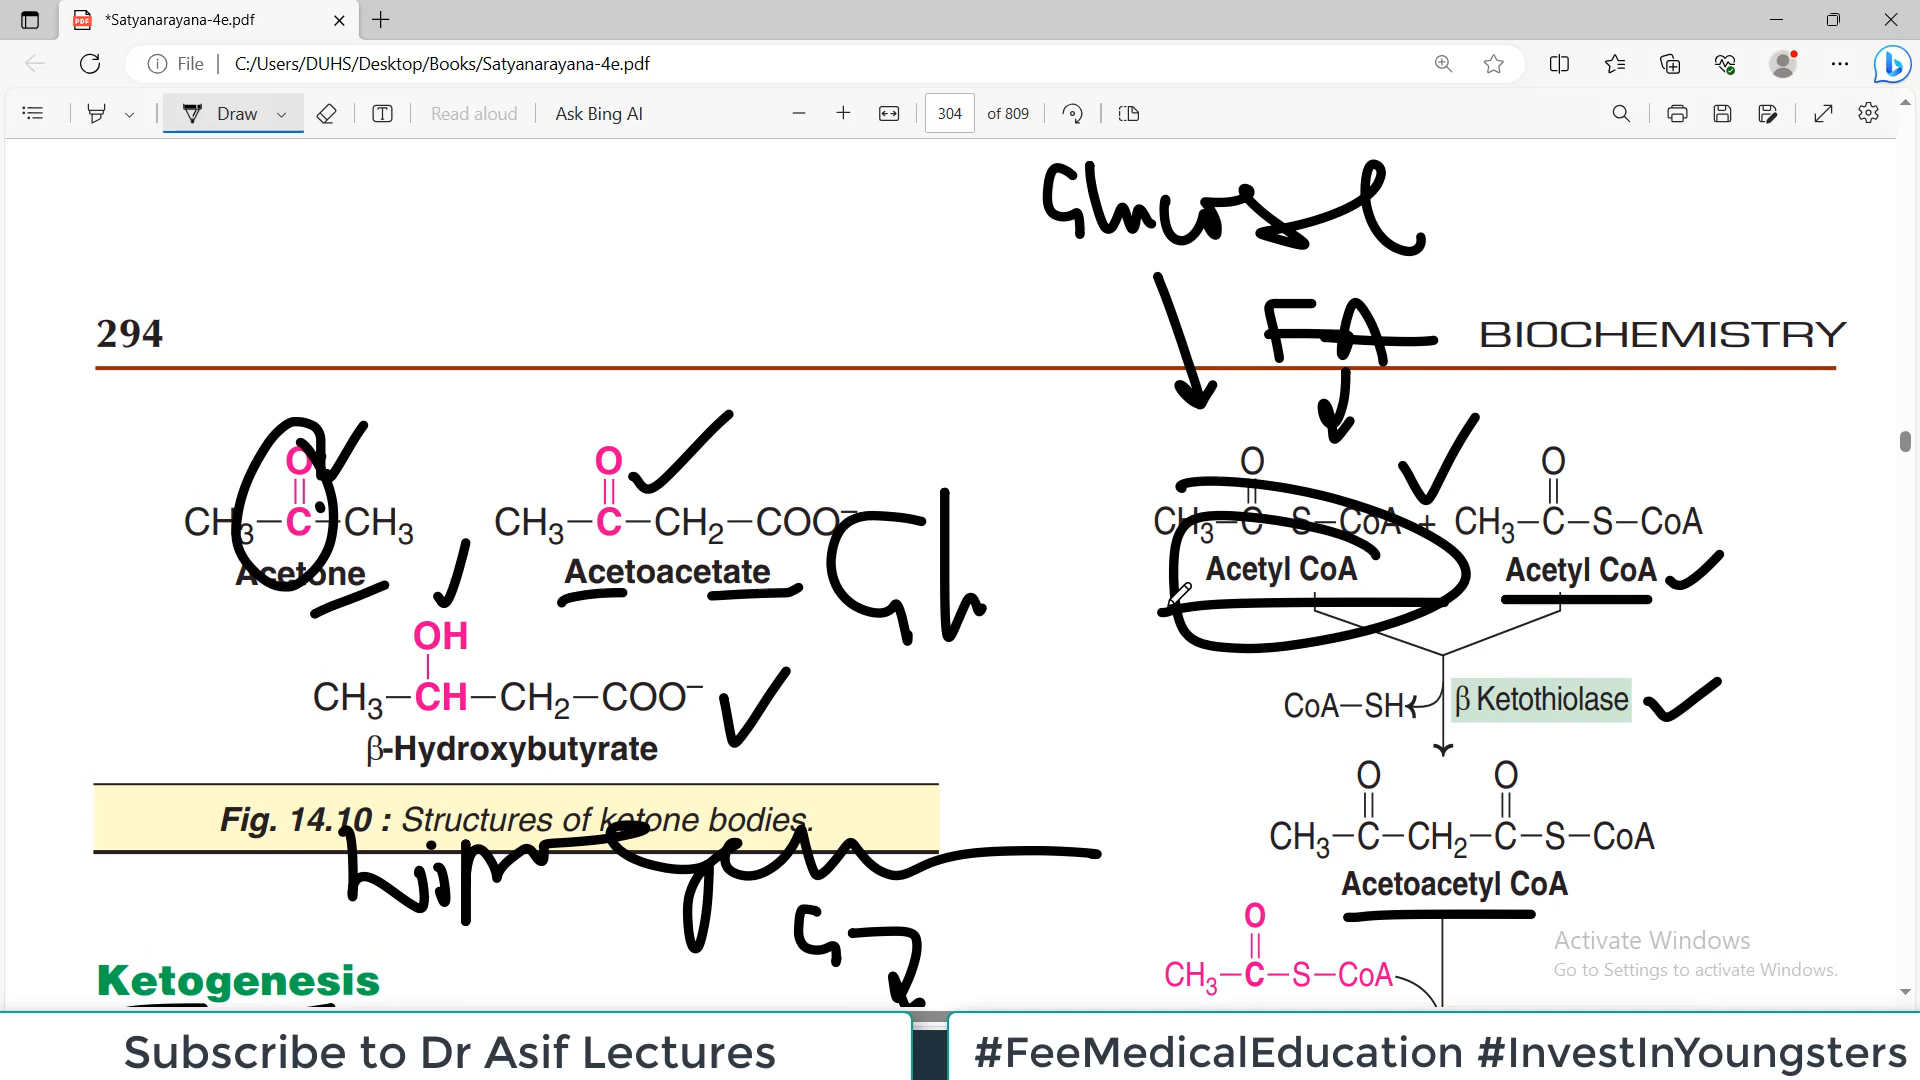 *Satyanarayana-4e.pdf
File C:/Users/DUHS/Desktop/Books/Satyanarayana-4e.pdf
Draw Read aloud Ask Bing AI 304 of 809
Glucose
FA
294 BIOCHEMISTRY
O O O O
CH3–C–CH3 CH3–C–CH2–COO– CH3–C–S–CoA + CH3–C–S–CoA
Acetone Acetoacetate Acetyl CoA Acetyl CoA
OH
CH3–CH–CH2–COO–
β-Hydroxybutyrate
CoA–SH β Ketothiolase
O O
CH3–C–CH2–C–S–CoA
Acetoacetyl CoA
Fig. 14.10 : Structures of ketone bodies.
O
CH3–C–S–CoA
Ketogenesis
Activate Windows
Go to Settings to activate Windows.
Subscribe to Dr Asif Lectures
#FeeMedicalEducation #InvestInYoungsters